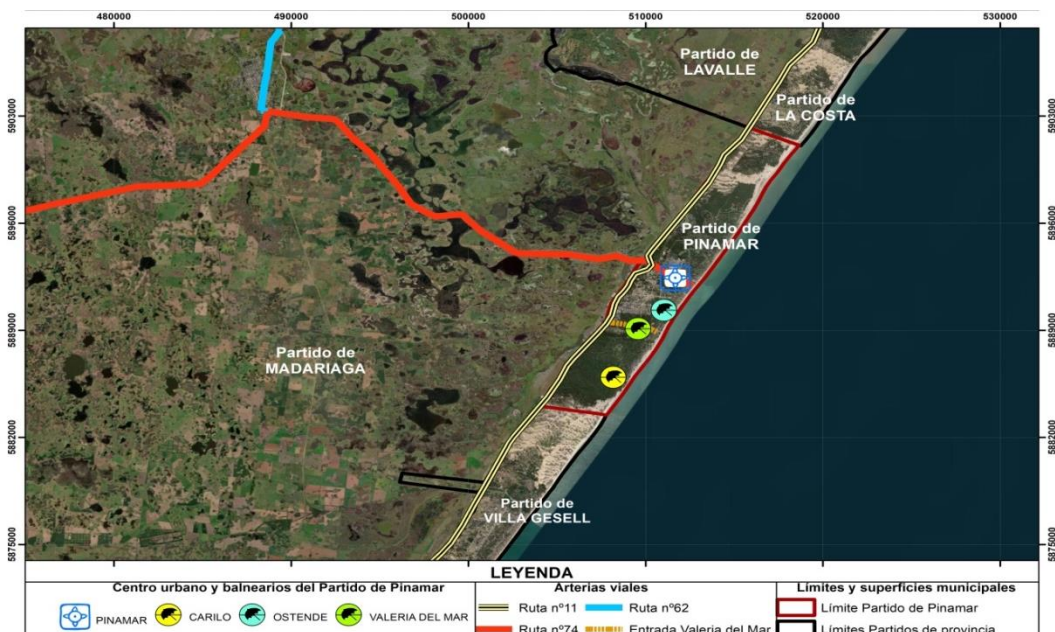 480000 490000 500000 510000 520000 530000
5903000 5903000
5896000 5896000
5889000 5889000
5882000 5882000
5875000 5875000
Partido de
LAVALLE
Partido de
LA COSTA
Partido de
PINAMAR
Partido de
MADARIAGA
Partido de
VILLA GESELL
LEYENDA
Centro urbano y balnearios del Partido de Pinamar
PINAMAR CARILO OSTENDE VALERIA DEL MAR
Arterias viales
Ruta nº11 Ruta nº62
Ruta nº74 Entrada Valeria del Mar
Límites y superficies municipales
Límite Partido de Pinamar
Límites Partidos de provincia